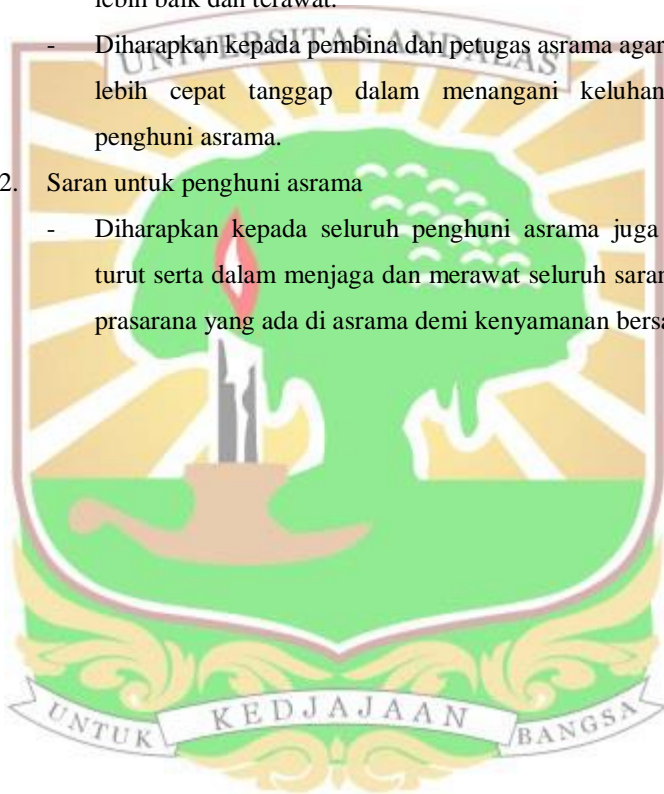 lebih baik dan terawat.
UNIVERSITAS ANDALAS
- Diharapkan kepada pembina dan petugas asrama agar
lebih cepat tanggap dalam menangani keluhan
penghuni asrama.
2. Saran untuk penghuni asrama
- Diharapkan kepada seluruh penghuni asrama juga
turut serta dalam menjaga dan merawat seluruh
prasarana yang ada di asrama demi kenyamanan
UNTUK KEDJAJAAN BANGSA